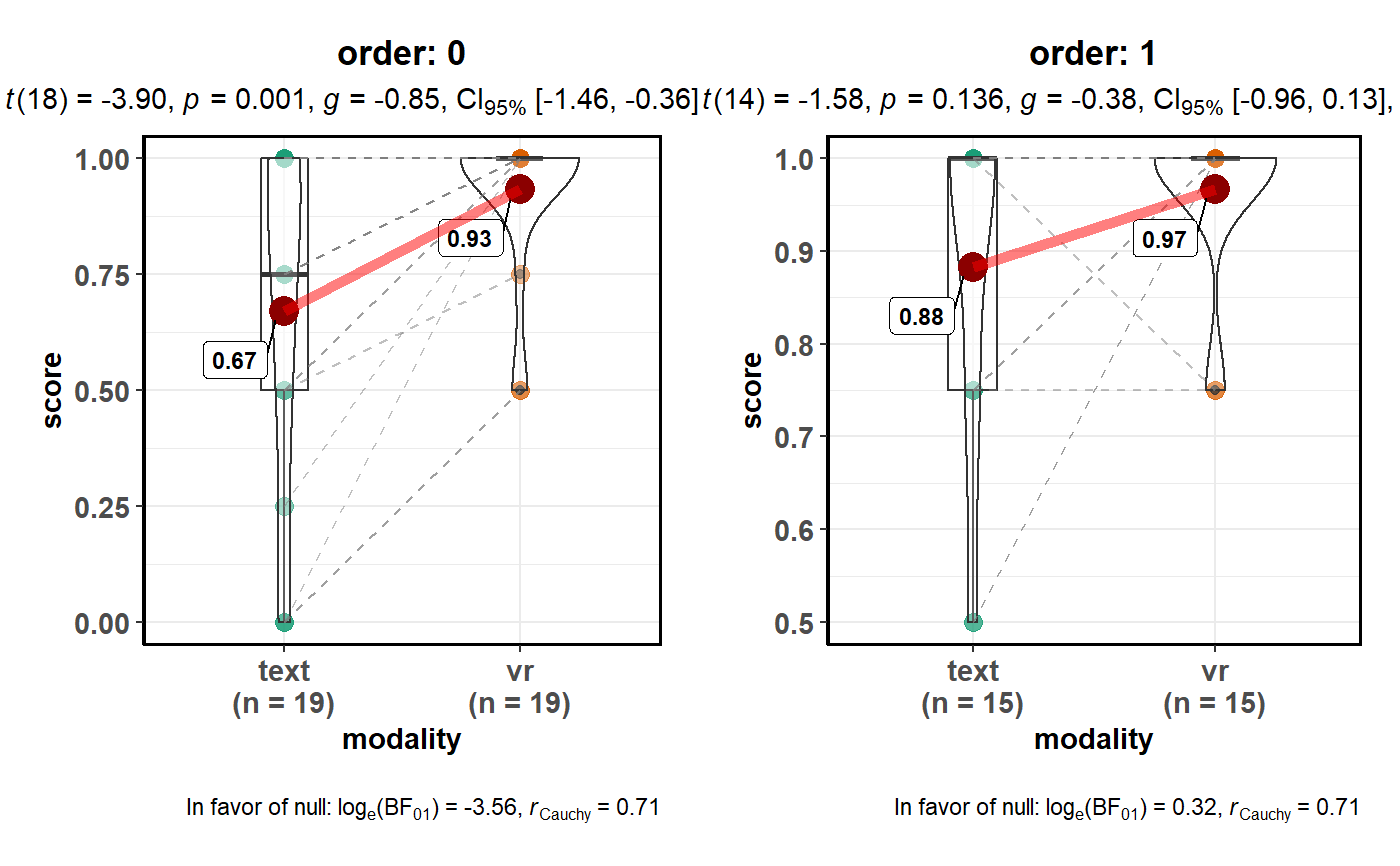 order: 0
t(18) = -3.90, p = 0.001, g = -0.85, CI95% [-1.46, -0.36]
1.00
0.75
0.50
0.25
0.00
score
0.67
0.93
text
(n = 19)
vr
(n = 19)
modality
In favor of null: loge(BF01) = -3.56, rCauchy = 0.71
order: 1
t(14) = -1.58, p = 0.136, g = -0.38, CI95% [-0.96, 0.13],
1.0
0.9
0.8
0.7
0.6
0.5
score
0.88
0.97
text
(n = 15)
vr
(n = 15)
modality
In favor of null: loge(BF01) = 0.32, rCauchy = 0.71